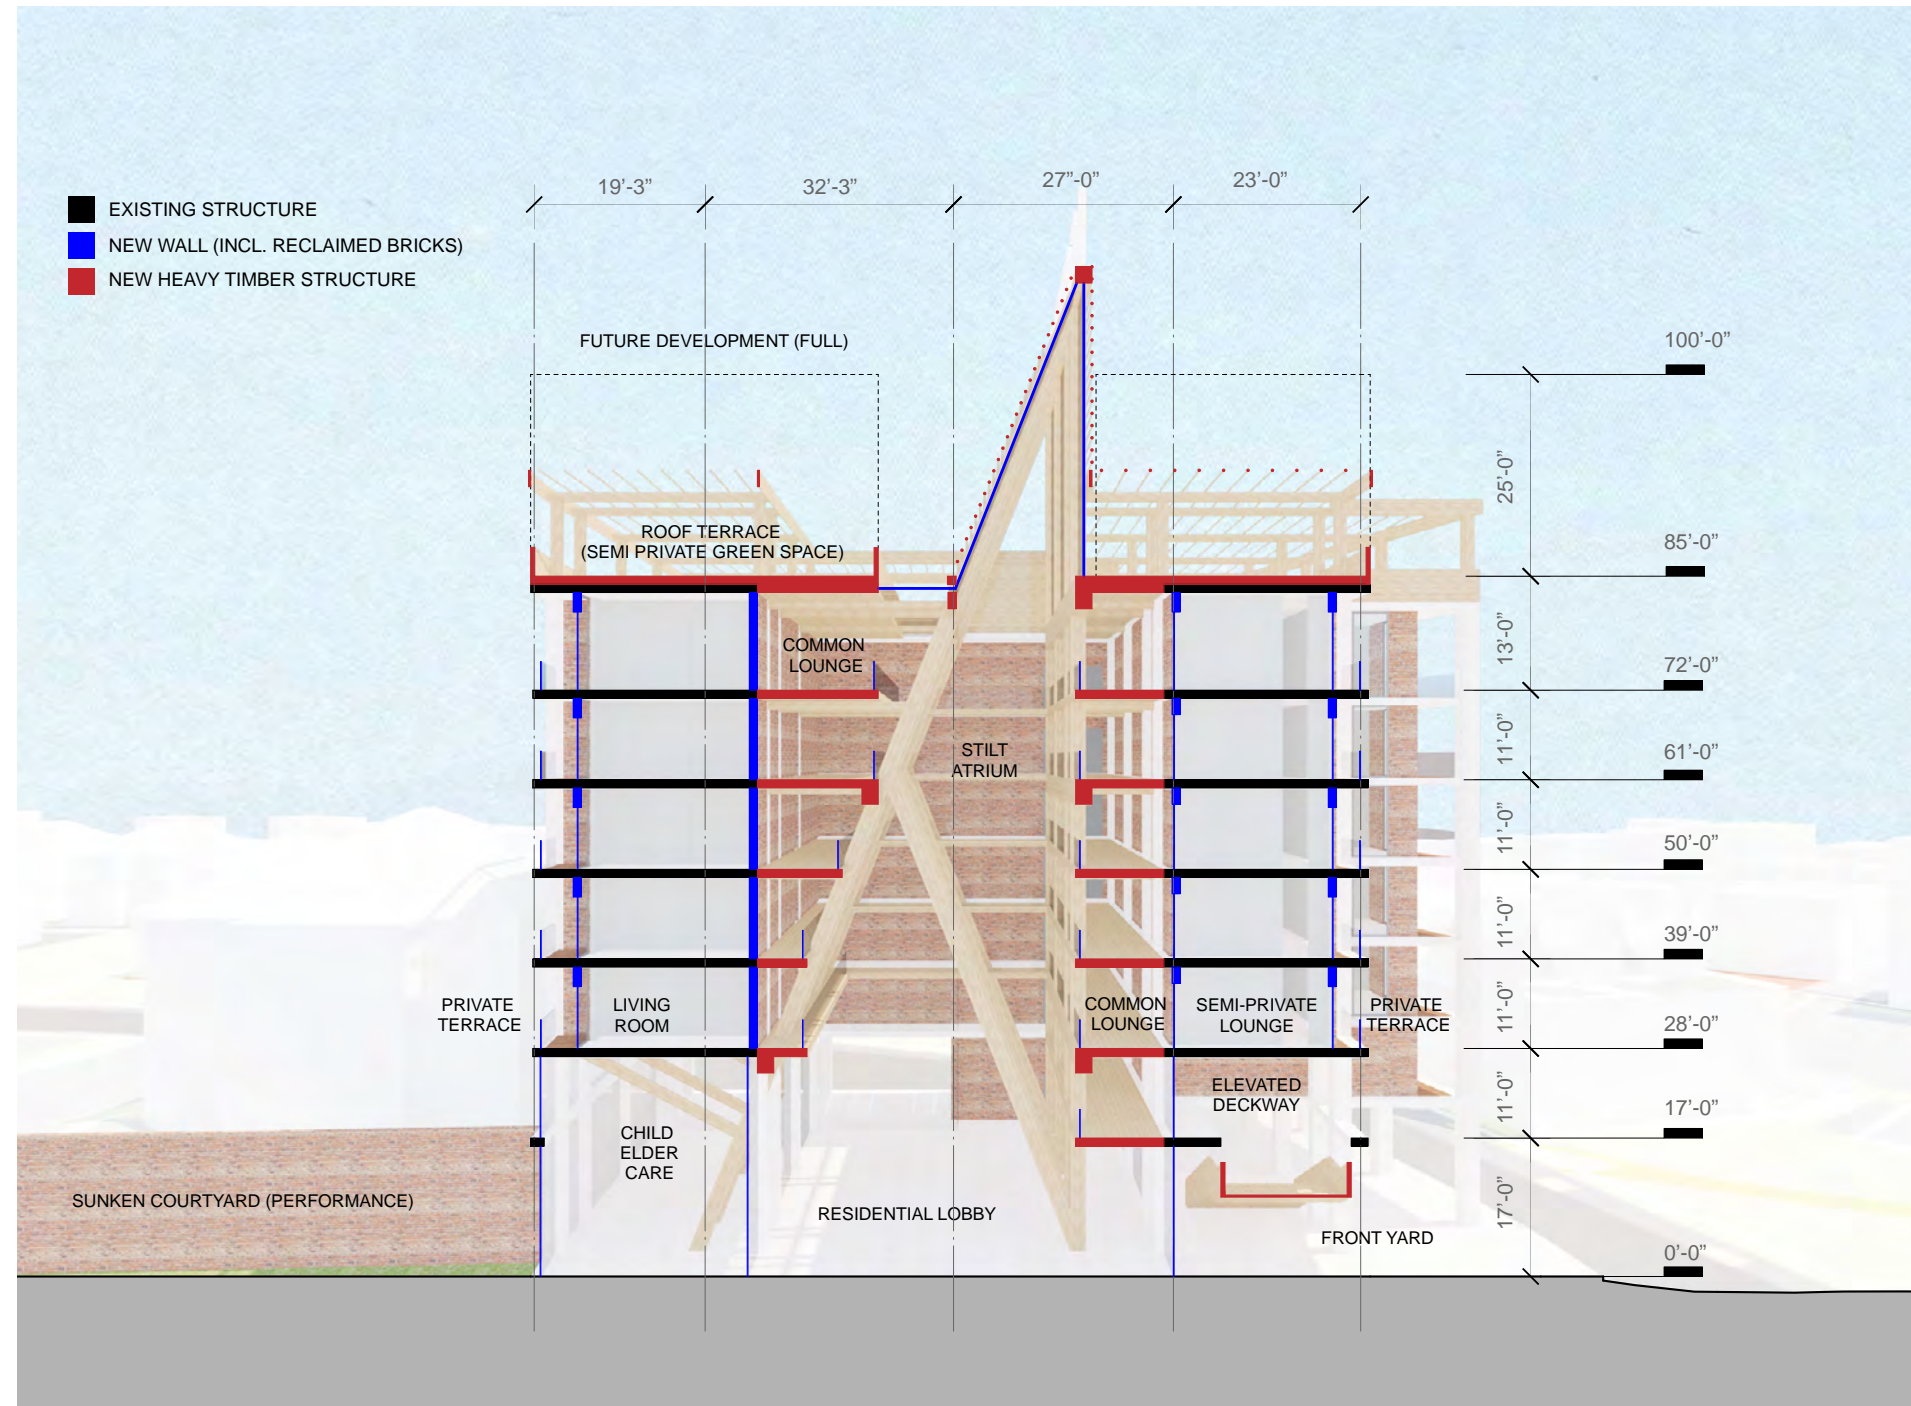 19'-3”
32'-3”
27”-0”
23'-0”
EXISTING STRUCTURE
NEW WALL (INCL. RECLAIMED BRICKS)
NEW HEAVY TIMBER STRUCTURE
FUTURE DEVELOPMENT (FULL)
100'-0”
25'-0”
ROOF TERRACE
(SEMI PRIVATE GREEN SPACE)
85'-0”
COMMON
LOUNGE
13'-0”
72'-0”
STILT
ATRIUM
11'-0”
61'-0”
11'-0”
50'-0”
11'-0”
39'-0”
PRIVATE
TERRACE
LIVING
ROOM
COMMON
LOUNGE
SEMI-PRIVATE
LOUNGE
PRIVATE
TERRACE
11'-0”
28'-0”
ELEVATED
DECKWAY
11'-0”
17'-0”
CHILD
ELDER
CARE
SUNKEN COURTYARD (PERFORMANCE)
RESIDENTIAL LOBBY
17'-0”
FRONT YARD
0'-0”